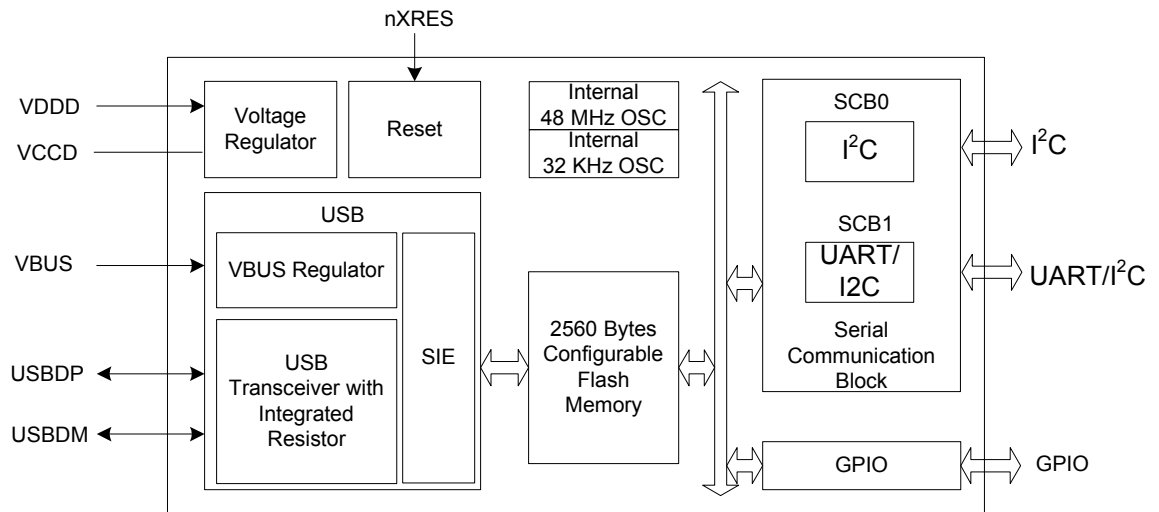 nXRES
VDDD
VCCD
Voltage
Regulator
Reset
Internal
48 MHz OSC
Internal
32 KHz OSC
SCB0
I²C
I²C
USB
VBUS
VBUS Regulator
SIE
USBDP
USBDM
USB
Transceiver with
Integrated
Resistor
2560 Bytes
Configurable
Flash
Memory
SCB1
UART/
I2C
UART/I²C
Serial
Communication
Block
GPIO
GPIO